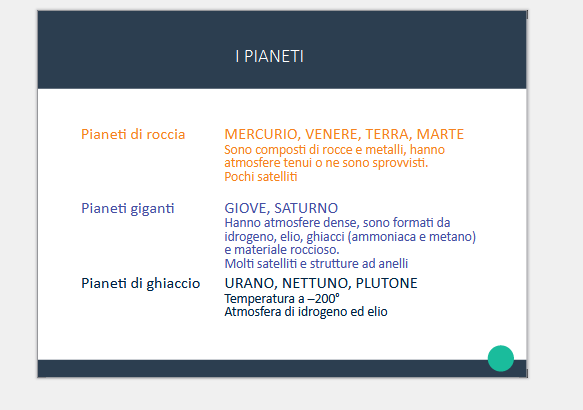 I PIANETI
Pianeti di roccia
MERCURIO, VENERE, TERRA, MARTE
Sono composti di rocce e metalli, hanno
atmosfere tenui o ne sono sprovvisti.
Pochi satelliti
Pianeti giganti
GIOVE, SATURNO
Hanno atmosfere dense, sono formati da
idrogeno, elio, ghiacci (ammoniaca e metano)
e materiale roccioso.
Molti satelliti e strutture ad anelli
Pianeti di ghiaccio
URANO, NETTUNO, PLUTONE
Temperatura a –200°
Atmosfera di idrogeno ed elio